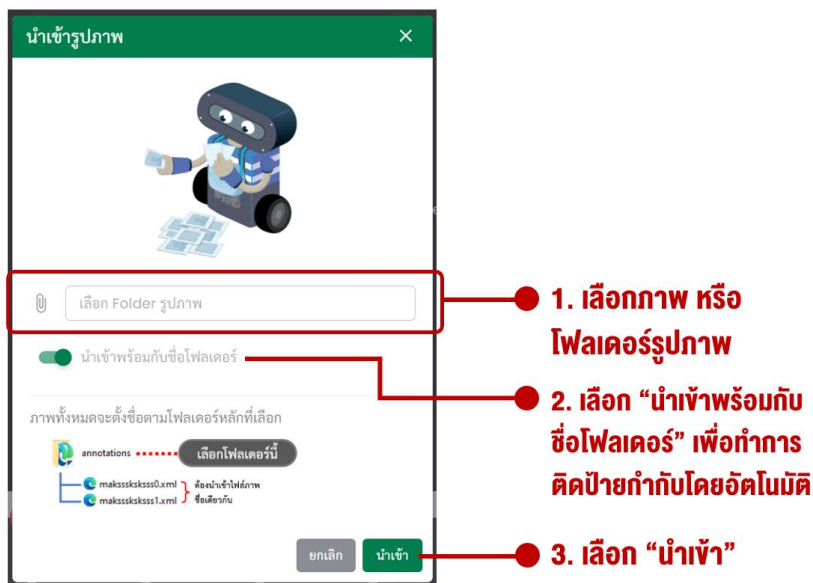 นำเข้ารูปภาพ
เลือก Folder รูปภาพ
นำเข้าพร้อมกับชื่อโฟลเดอร์
ภาพทั้งหมดจะตั้งชื่อตามโฟลเดอร์หลักที่เลือก
annotations เลือกโฟลเดอร์นี้
maksssksksss0.xml ต้องนำเข้าไฟล์ภาพ
maksssksksss1.xml ชื่อเดียวกัน
ยกเลิก นำเข้า
1. เลือกภาพ หรือ
โฟลเดอร์รูปภาพ
2. เลือก “นำเข้าพร้อมกับ
ชื่อโฟลเดอร์” เพื่อทำการ
ติดป้ายกำกับโดยอัตโนมัติ
3. เลือก “นำเข้า”